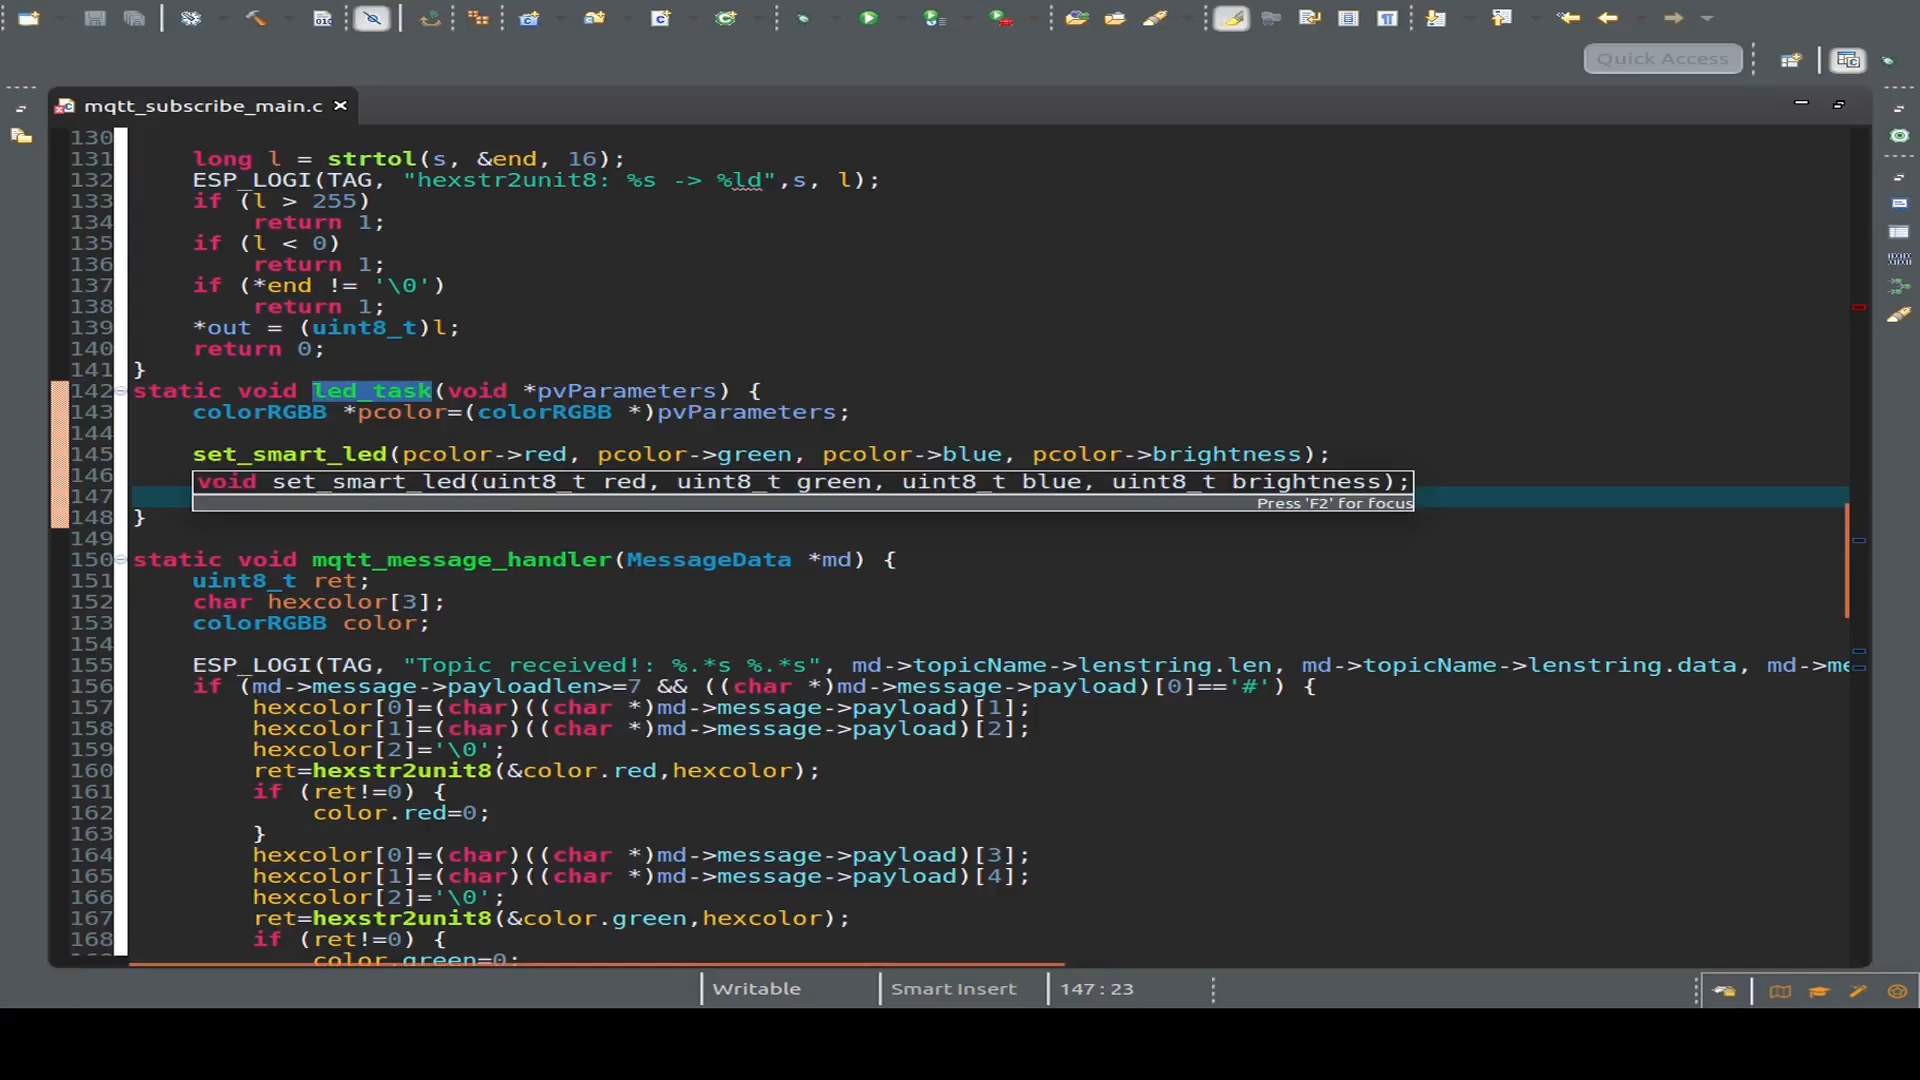 010
Quick Access
mqtt_subscribe_main.c
130
131 long l = strtol(s, &end, 16);
132 ESP_LOGI(TAG, "hexstr2unit8: %s -> %ld",s, l);
133 if (l > 255)
134 return 1;
135 if (l < 0)
136 return 1;
137 if (*end != '\0')
138 return 1;
139 *out = (uint8_t)l;
140 return 0;
141 }
142 static void led_task(void *pvParameters) {
143 colorRGBB *pcolor=(colorRGBB *)pvParameters;
144
145 set_smart_led(pcolor->red, pcolor->green, pcolor->blue, pcolor->brightness);
146 void set_smart_led(uint8_t red, uint8_t green, uint8_t blue, uint8_t brightness);
147 Press 'F2' for focus
148 }
149
150 static void mqtt_message_handler(MessageData *md) {
151 uint8_t ret;
152 char hexcolor[3];
153 colorRGBB color;
154
155 ESP_LOGI(TAG, "Topic received!: %.*s %.*s", md->topicName->lenstring.len, md->topicName->lenstring.data, md->me
156 if (md->message->payloadlen>=7 && ((char *)md->message->payload)[0]=='#') {
157 hexcolor[0]=(char)((char *)md->message->payload)[1];
158 hexcolor[1]=(char)((char *)md->message->payload)[2];
159 hexcolor[2]='\0';
160 ret=hexstr2unit8(&color.red,hexcolor);
161 if (ret!=0) {
162 color.red=0;
163 }
164 hexcolor[0]=(char)((char *)md->message->payload)[3];
165 hexcolor[1]=(char)((char *)md->message->payload)[4];
166 hexcolor[2]='\0';
167 ret=hexstr2unit8(&color.green,hexcolor);
168 if (ret!=0) {
color.green=0;
Writable Smart Insert 147 : 23